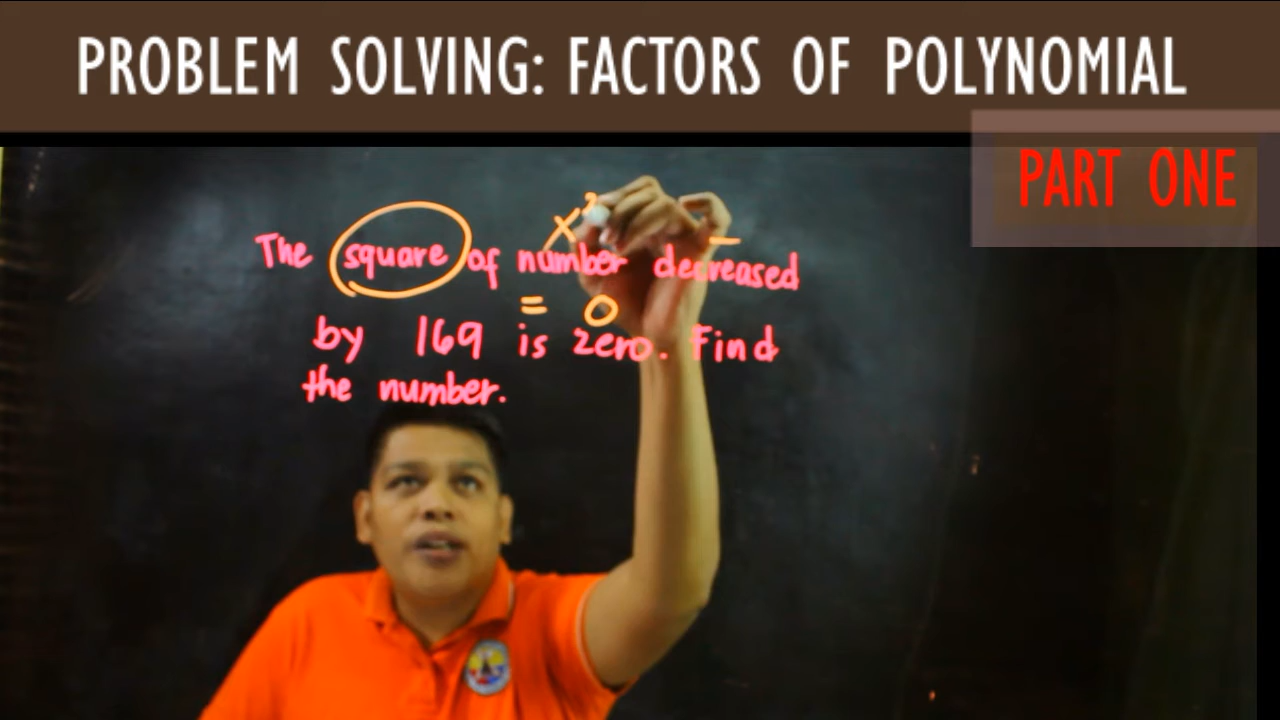 PROBLEM SOLVING: FACTORS OF POLYNOMIAL
PART ONE
x²
–
The square of number decreased
= 0
by 169 is zero. Find
the number.